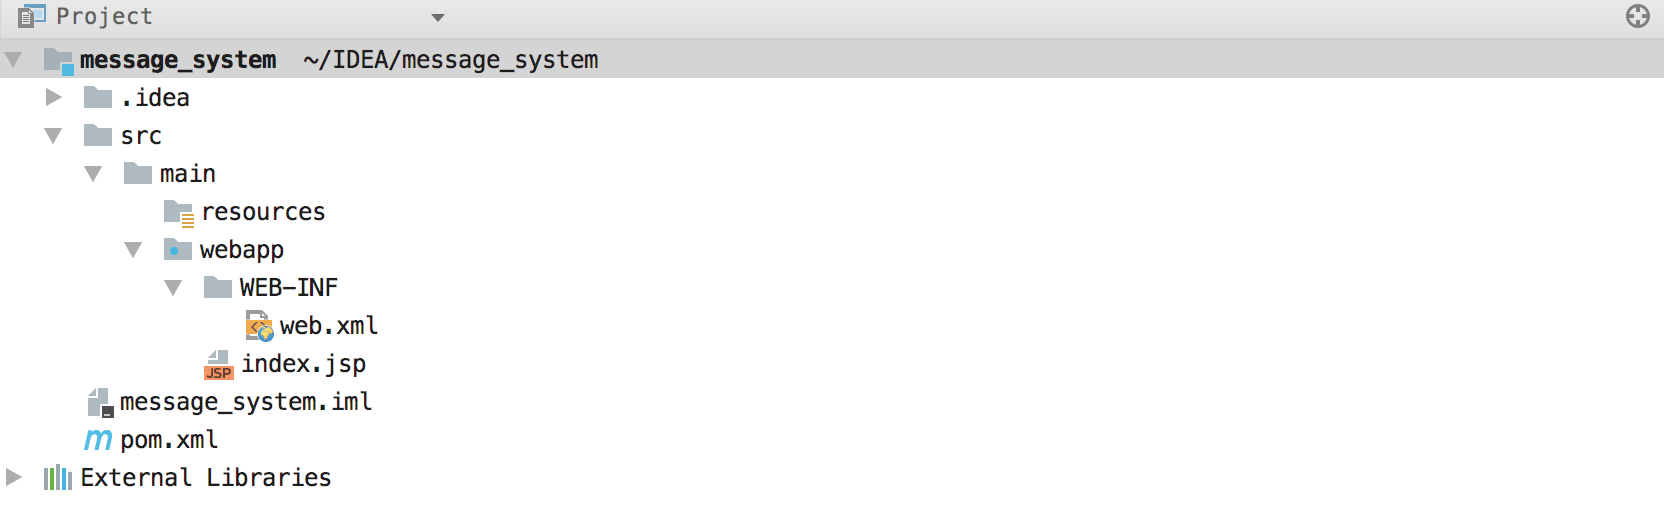 Project
message_system ~/IDEA/message_system
.idea
src
main
resources
webapp
WEB-INF
web.xml
index.jsp
JSP
message_system.iml
m pom.xml
External Libraries